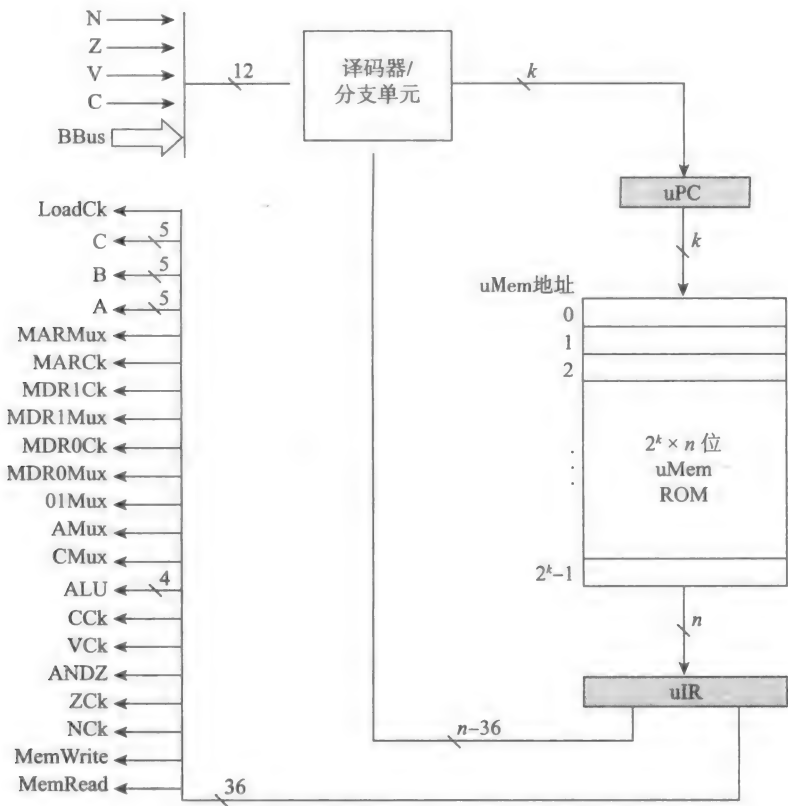 N
Z
V
C
BBus
12
译码器/
分支单元
k
uPC
k
uMem地址
0
1
2
⋮
2ᵏ × n 位
uMem
ROM
2ᵏ−1
n
uIR
n−36
36
LoadCk
C 5
B 5
A 5
MARMux
MARCk
MDR1Ck
MDR1Mux
MDR0Ck
MDR0Mux
01Mux
AMux
CMux
ALU 4
CCk
VCk
ANDZ
ZCk
NCk
MemWrite
MemRead